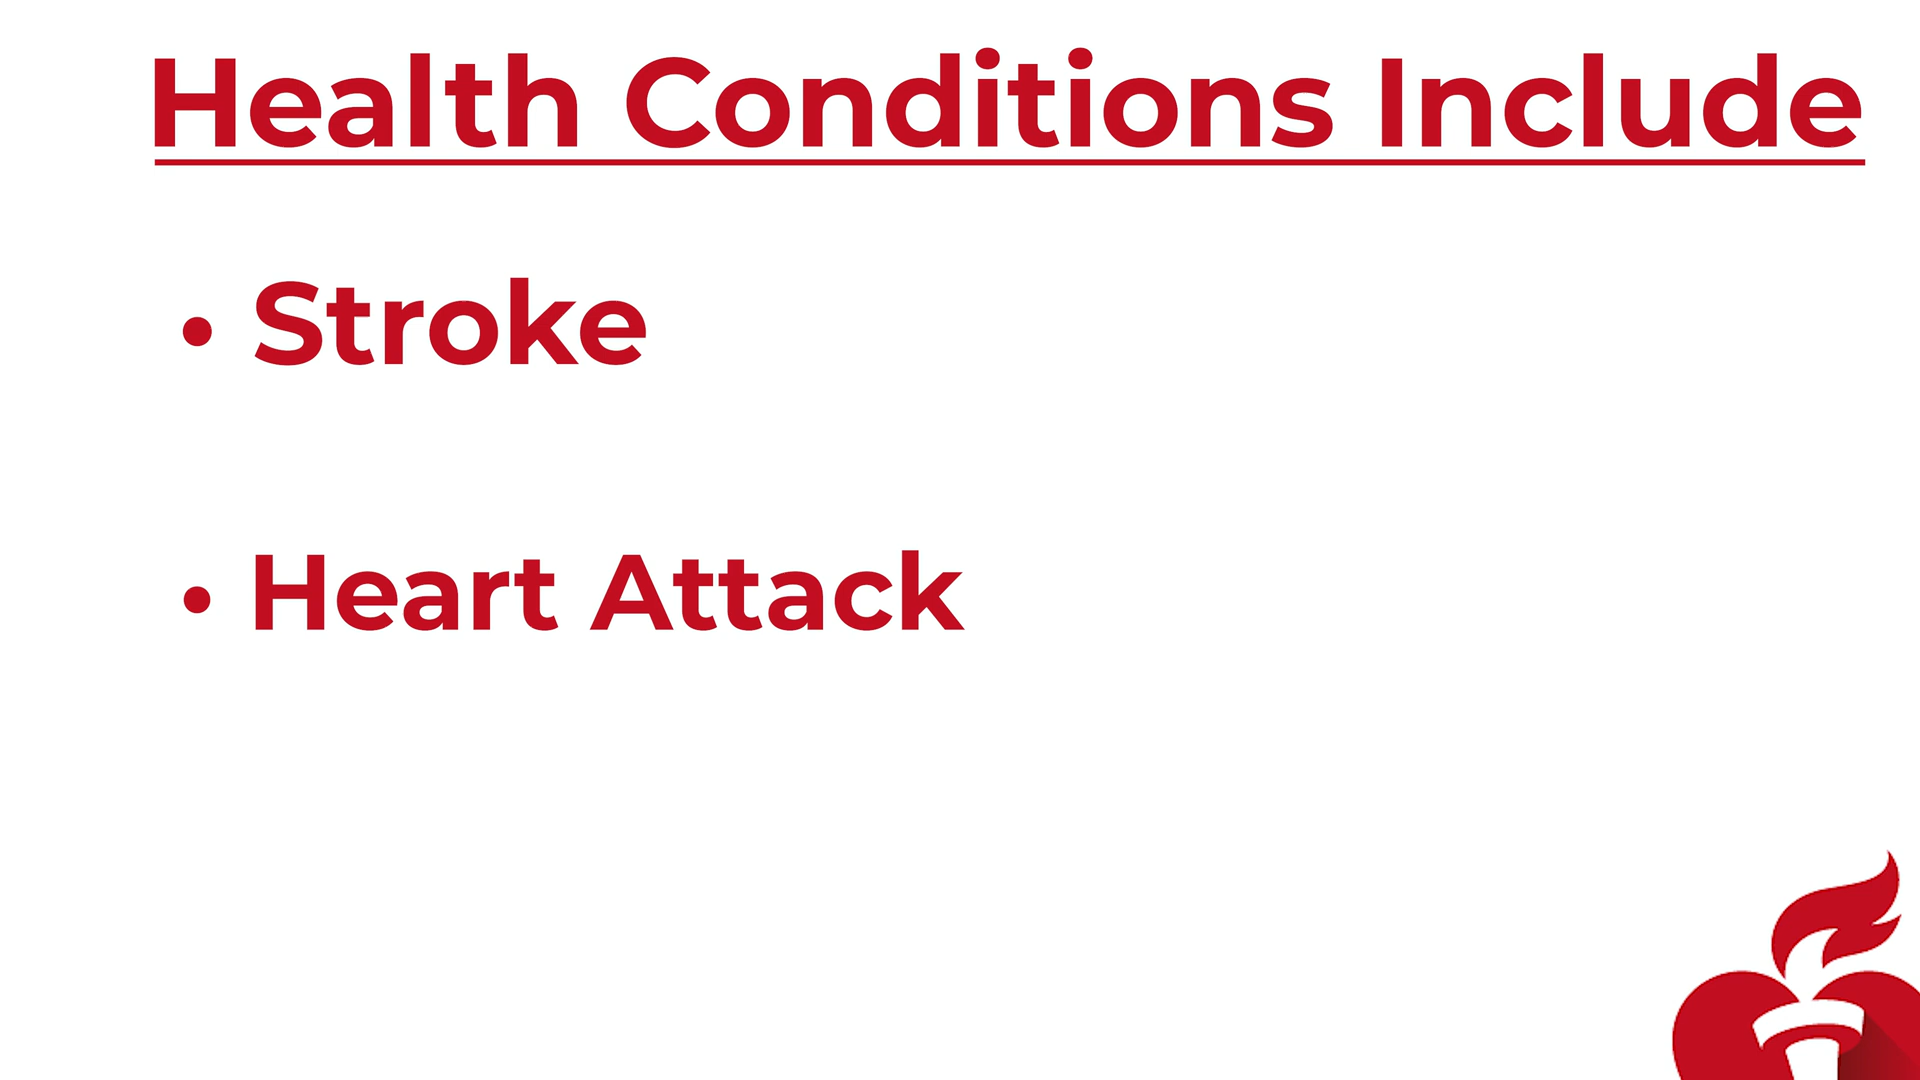 Health Conditions Include
• Stroke
• Heart Attack